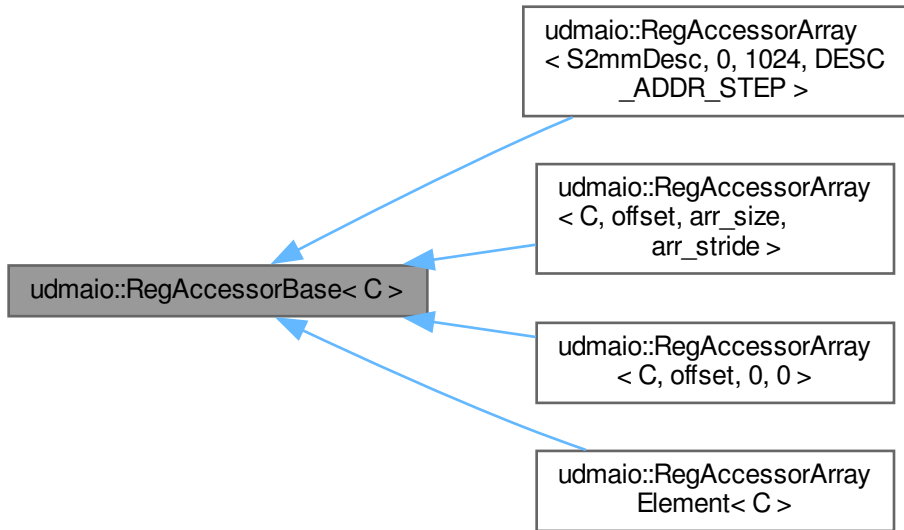 udmaio::RegAccessorArray
< S2mmDesc, 0, 1024, DESC
_ADDR_STEP >
udmaio::RegAccessorArray
< C, offset, arr_size,
arr_stride >
udmaio::RegAccessorBase< C >
udmaio::RegAccessorArray
< C, offset, 0, 0 >
udmaio::RegAccessorArray
Element< C >